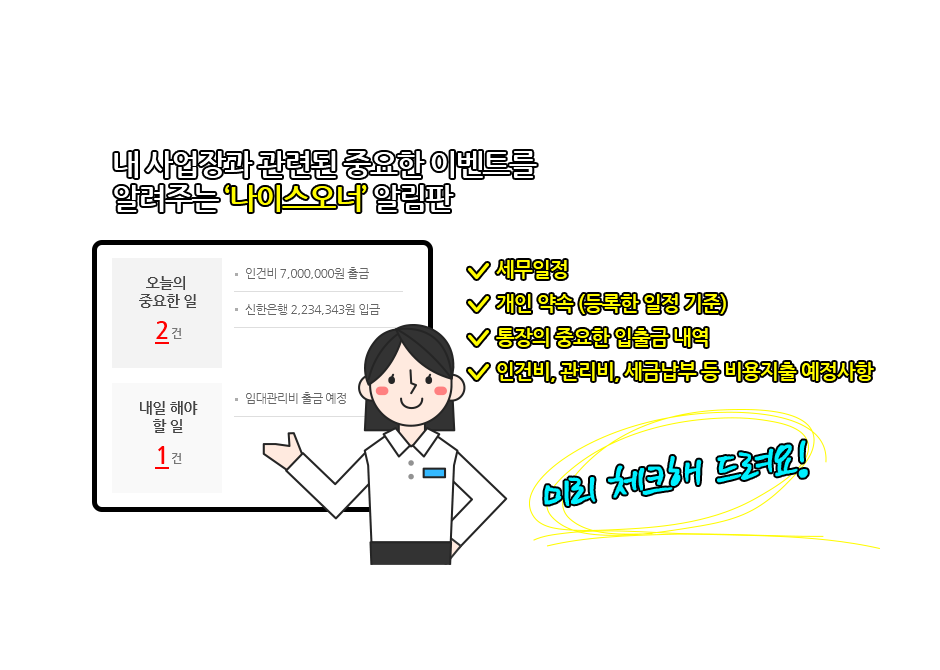 내 사업장과 관련된 중요한 이벤트를
알려주는 ‘나이스오너’ 알림판
오늘의
중요한 일
2건
인건비 7,000,000원 출금
신한은행 2,234,343원 입금
내일 해야
할 일
1건
임대관리비 출금 예정
세무일정
개인 약속 (등록한 일정 기준)
통장의 중요한 입출금 내역
인건비, 관리비, 세금납부 등 비용지출 예정사항
미리 체크해 드려요!